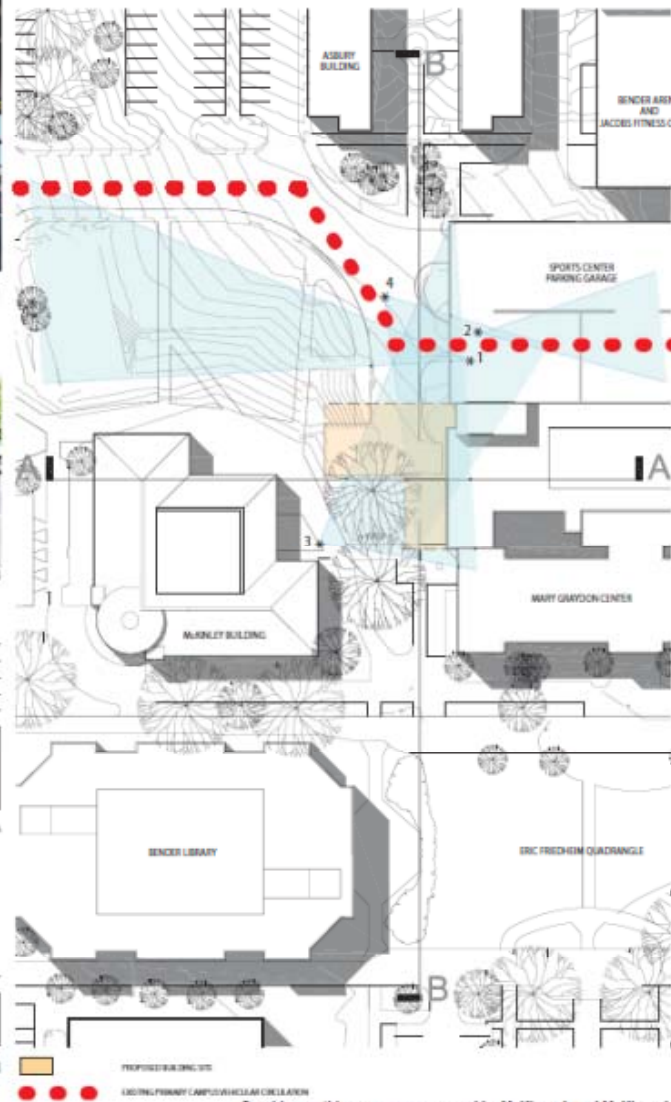 ASBURY
BUILDING
B
BENDER AREN
AND
JACOBS FITNESS C
SPORTS CENTER
PARKING GARAGE
4
2
1
A
A
3
MARY GRAYDON CENTER
McKINLEY BUILDING
BENDER LIBRARY
ERIC FRIEDHEIM QUADRANGLE
B
PROPOSED BUILDING SITE
EXISTING PRIMARY CAMPUS VEHICULAR CIRCULATION